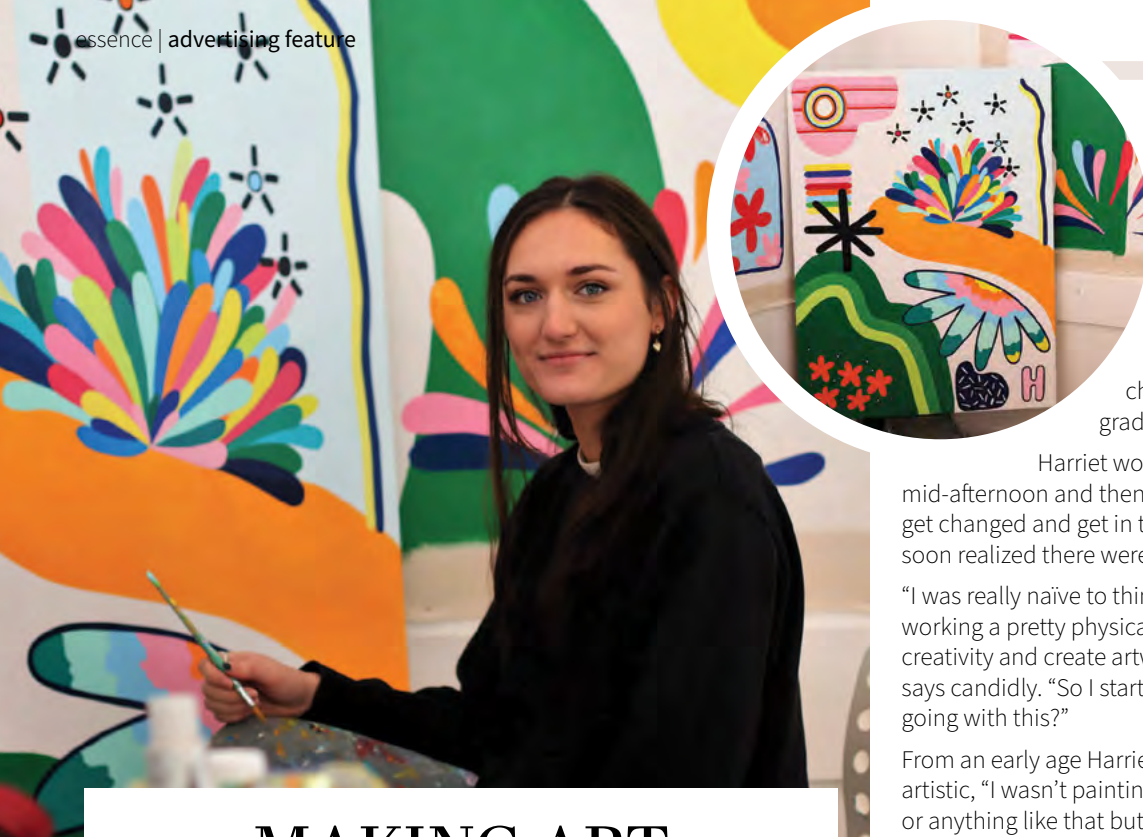 essence | advertising feature
H
ch
grad
Harriet wo
mid-afternoon and then
get changed and get in t
soon realized there were
“I was really naïve to thin
working a pretty physica
creativity and create artw
says candidly. “So I start
going with this?”
From an early age Harrie
artistic, “I wasn’t paintin
or anything like that but
MAKING ART